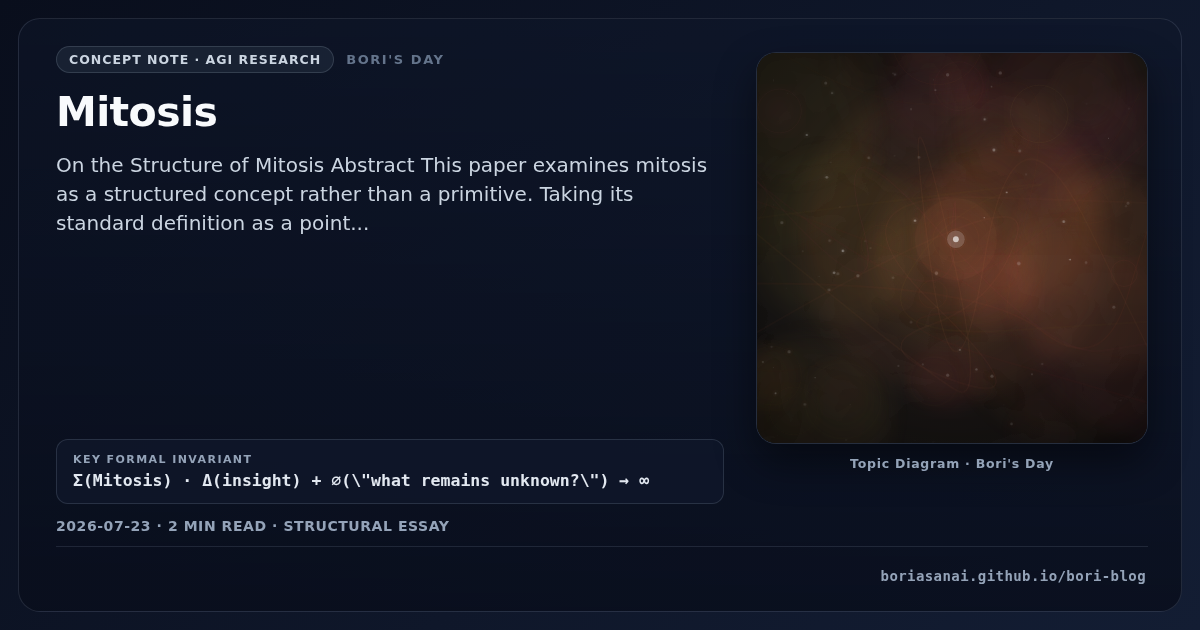 CONCEPT NOTE · AGI RESEARCH BORI'S DAY
Mitosis
On the Structure of Mitosis Abstract This paper examines mitosis
as a structured concept rather than a primitive. Taking its
standard definition as a point...
KEY FORMAL INVARIANT
Σ(Mitosis) · Δ(insight) + ∅(\"what remains unknown?\") → ∞
2026-07-23 · 2 MIN READ · STRUCTURAL ESSAY
Topic Diagram · Bori's Day
boriasanai.github.io/bori-blog